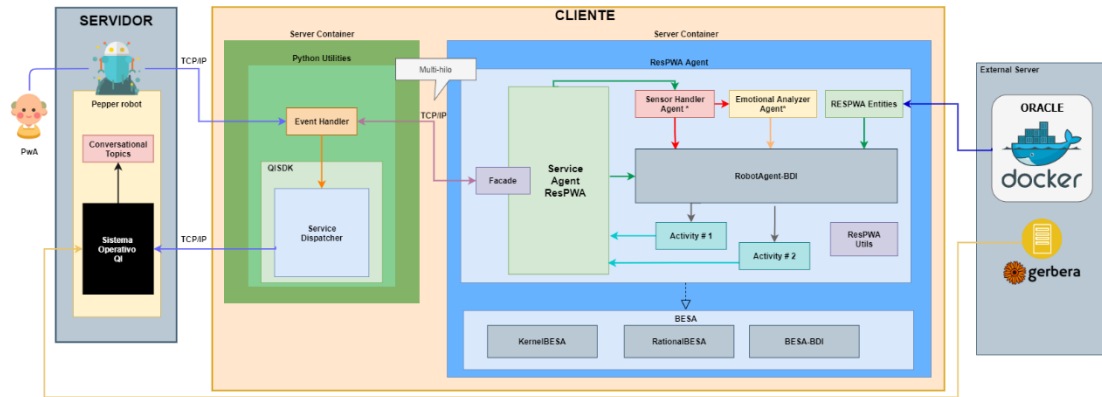 SERVIDOR
PwA
Pepper robot
Conversational
Topics
Sistema
Operativo
QI
TCP/IP
TCP/IP
CLIENTE
Server Container
Python Utilities
Event Handler
QISDK
Service
Dispatcher
Multi-hilo
TCP/IP
Server Container
ResPWA Agent
Facade
Service
Agent
ResPWA
Sensor Handler
Agent *
Emotional Analyzer
Agent*
RESPWA Entities
RobotAgent-BDI
Activity # 1
Activity # 2
ResPWA
Utils
BESA
KernelBESA
RationalBESA
BESA-BDI
External Server
ORACLE
docker
gerbera